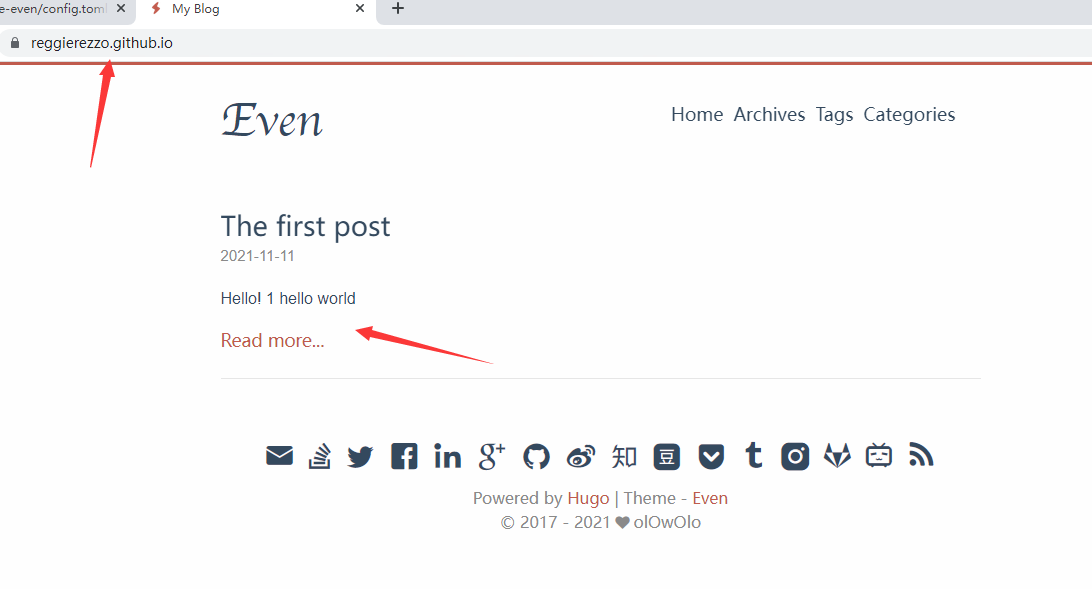 e-even/config.toml
My Blog
reggierezzo.github.io
Even
Home Archives Tags Categories
The first post
2021-11-11
Hello! 1 hello world
Read more...
知 豆
Powered by Hugo | Theme - Even
© 2017 - 2021 ♥ olOwOlo